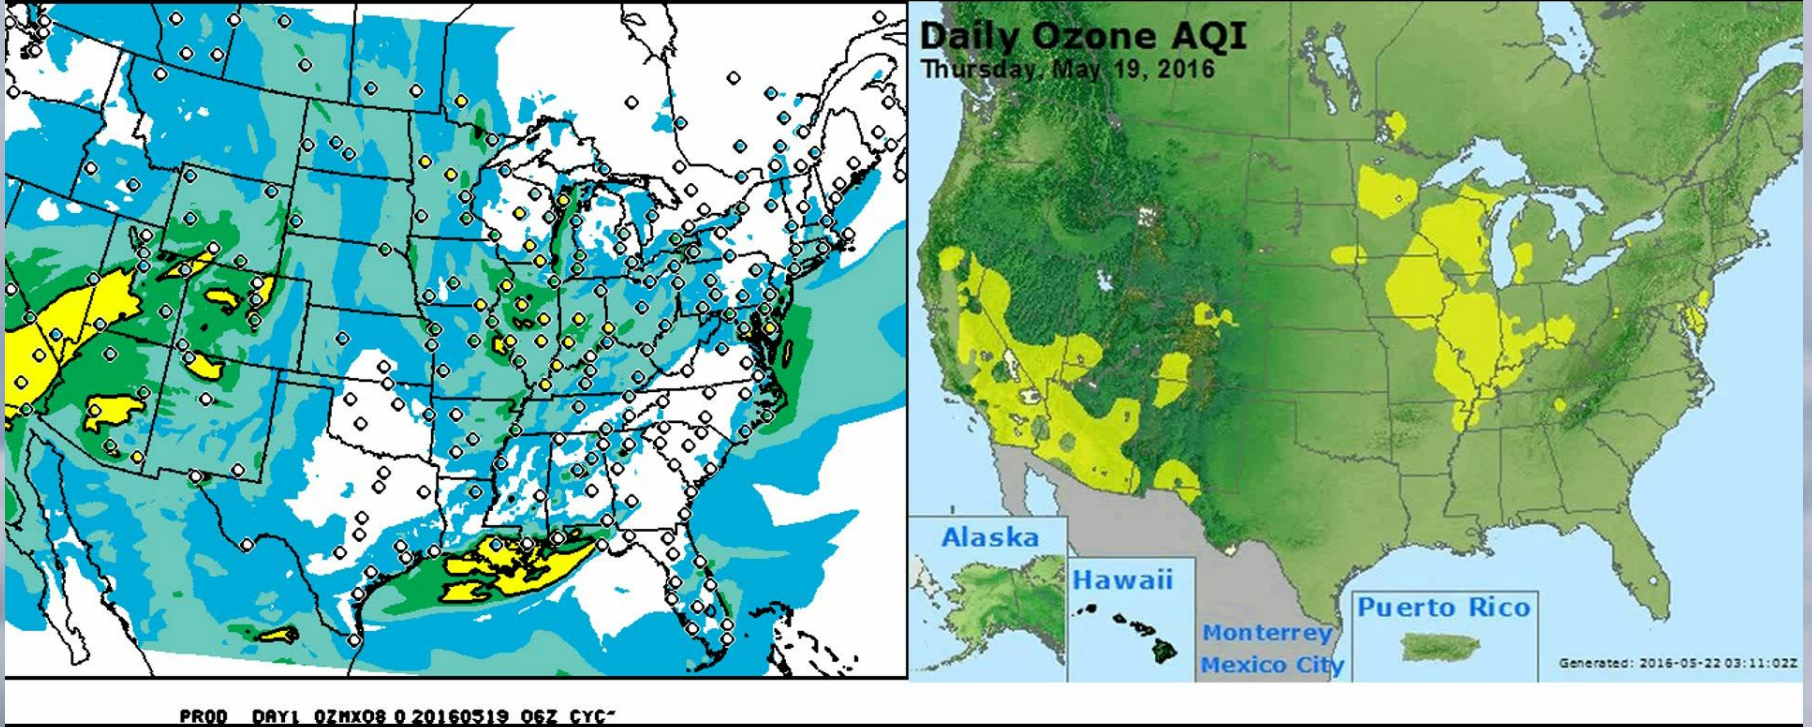 Daily Ozone AQI
Thursday, May 19, 2016
Alaska
Hawaii
Puerto Rico
Monterrey
Mexico City
Generated: 2016-05-22 03:11:02Z
PROD DAY1 OZMX08 0 20160519 06Z CYC